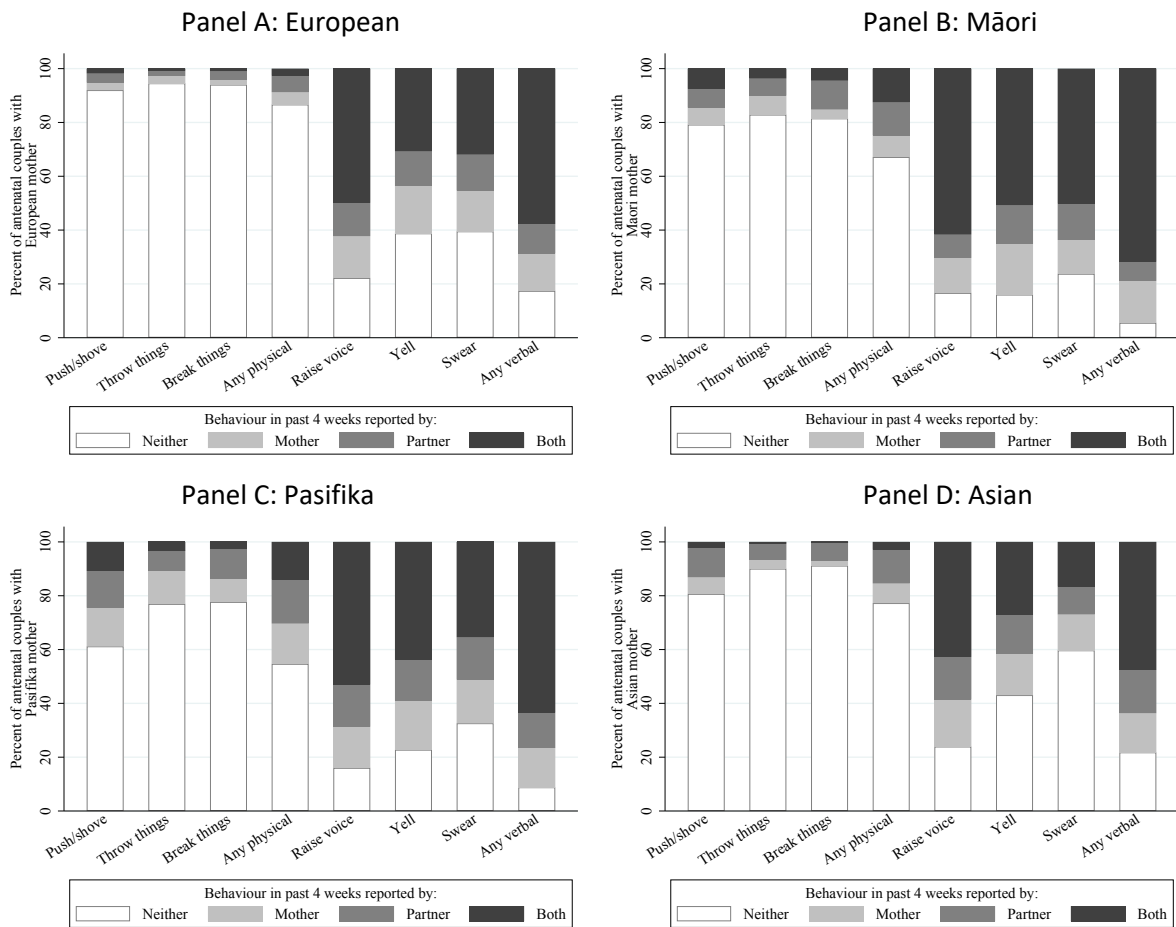 Panel A: European
Percent of antenatal couples with
European mother
0 20 40 60 80 100
Push/shove
Throw things
Break things
Any physical
Raise voice
Yell
Swear
Any verbal
Behaviour in past 4 weeks reported by:
Neither Mother Partner Both
Panel B: Māori
Percent of antenatal couples with
Maori mother
0 20 40 60 80 100
Push/shove
Throw things
Break things
Any physical
Raise voice
Yell
Swear
Any verbal
Behaviour in past 4 weeks reported by:
Neither Mother Partner Both
Panel C: Pasifika
Percent of antenatal couples with
Pasifika mother
0 20 40 60 80 100
Push/shove
Throw things
Break things
Any physical
Raise voice
Yell
Swear
Any verbal
Behaviour in past 4 weeks reported by:
Neither Mother Partner Both
Panel D: Asian
Percent of antenatal couples with
Asian mother
0 20 40 60 80 100
Push/shove
Throw things
Break things
Any physical
Raise voice
Yell
Swear
Any verbal
Behaviour in past 4 weeks reported by:
Neither Mother Partner Both